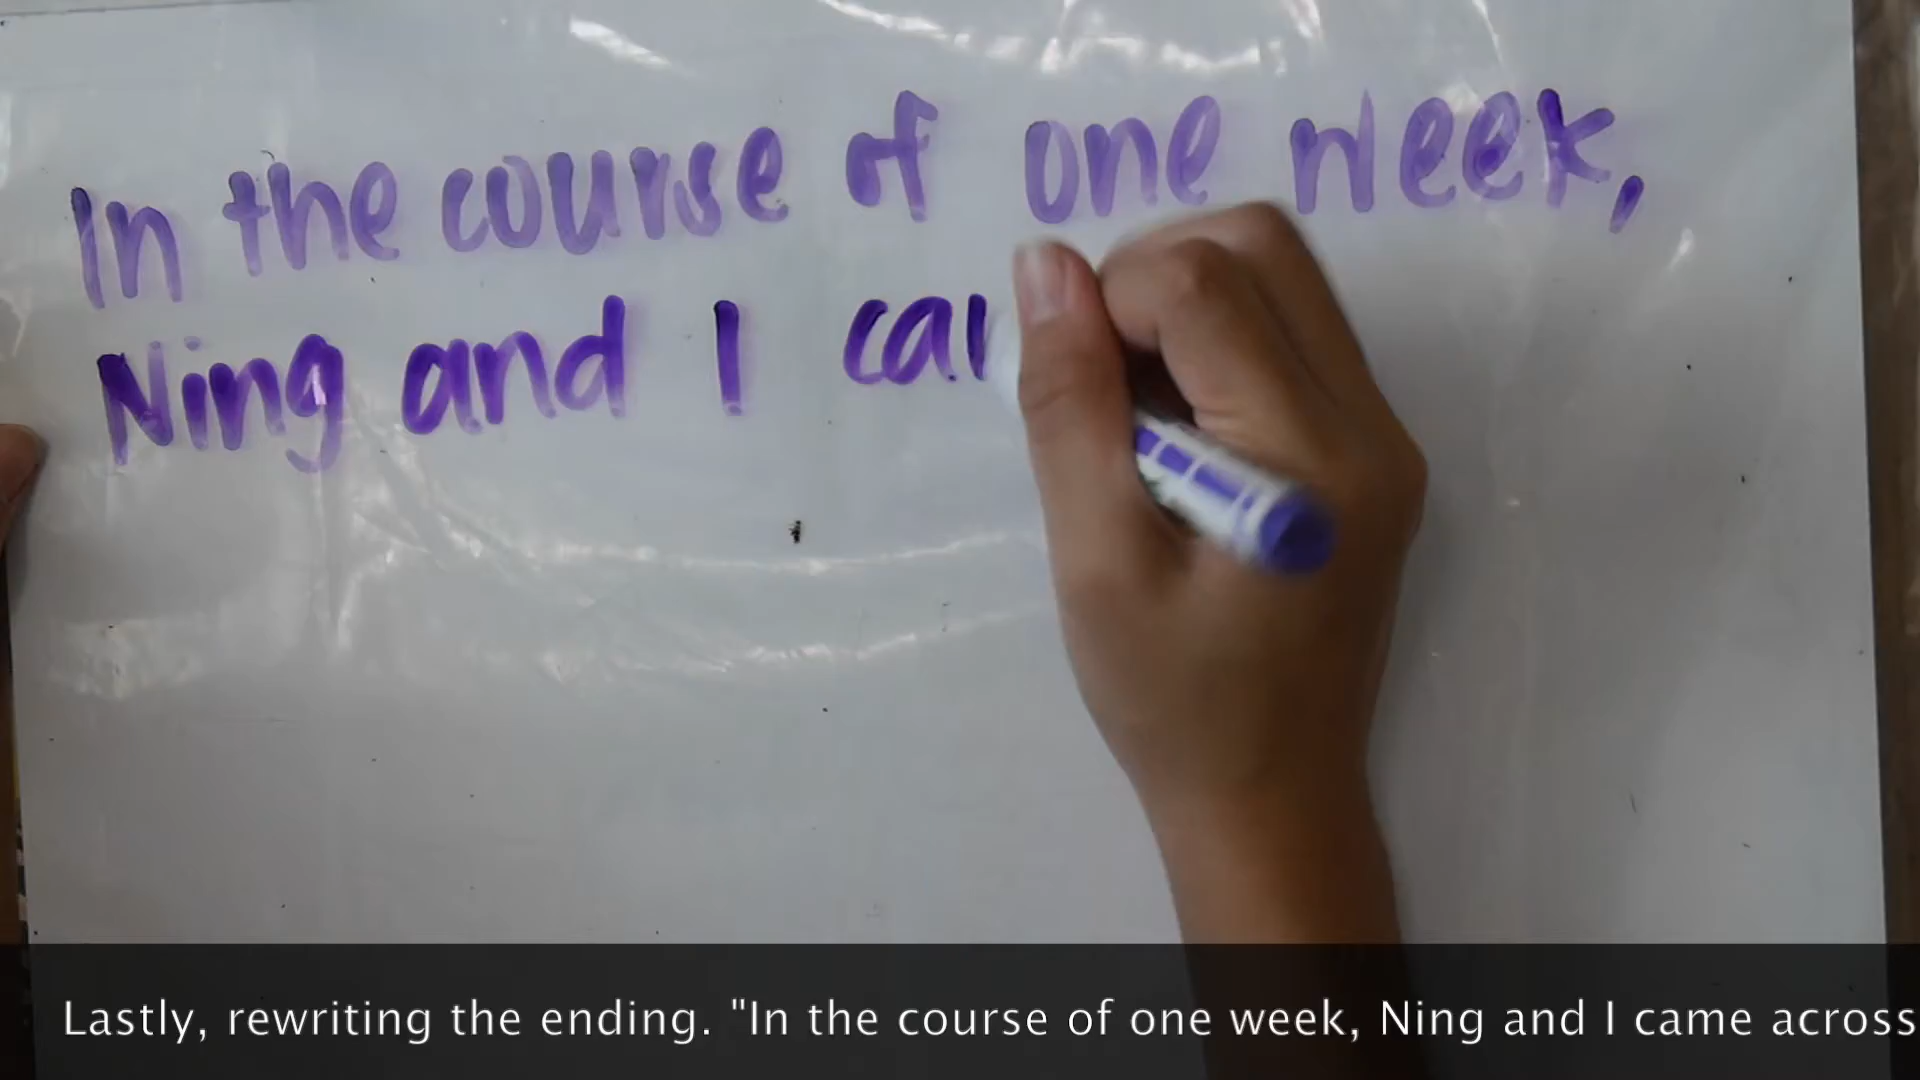 In the course of one week,
Ning and I car
Lastly, rewriting the ending. "In the course of one week, Ning and I came across